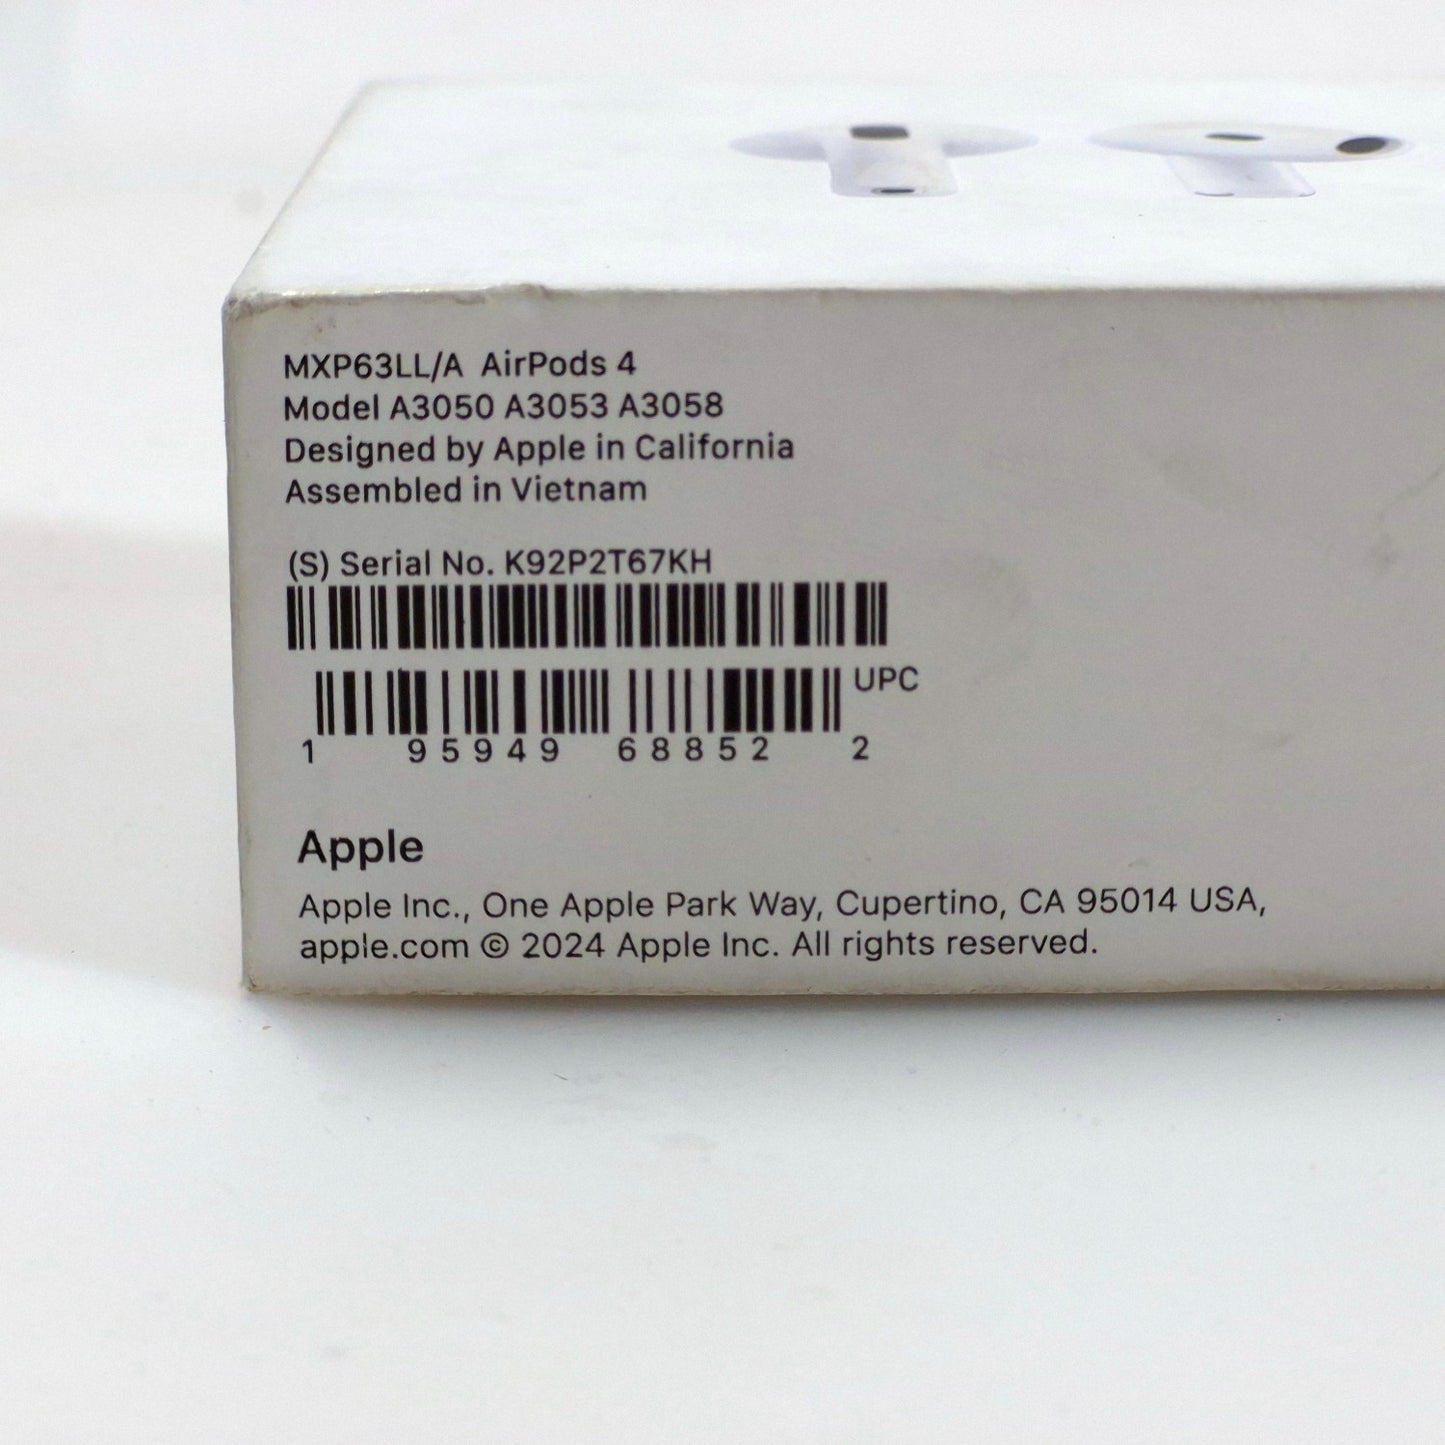 MXP63LL/A AirPods 4
Model A3050 A3053 A3058
Designed by Apple in California
Assembled in Vietnam
(S) Serial No. K92P2T67KH
UPC
1 95949 68852 2
Apple
Apple Inc., One Apple Park Way, Cupertino, CA 95014 USA,
apple.com © 2024 Apple Inc. All rights reserved.